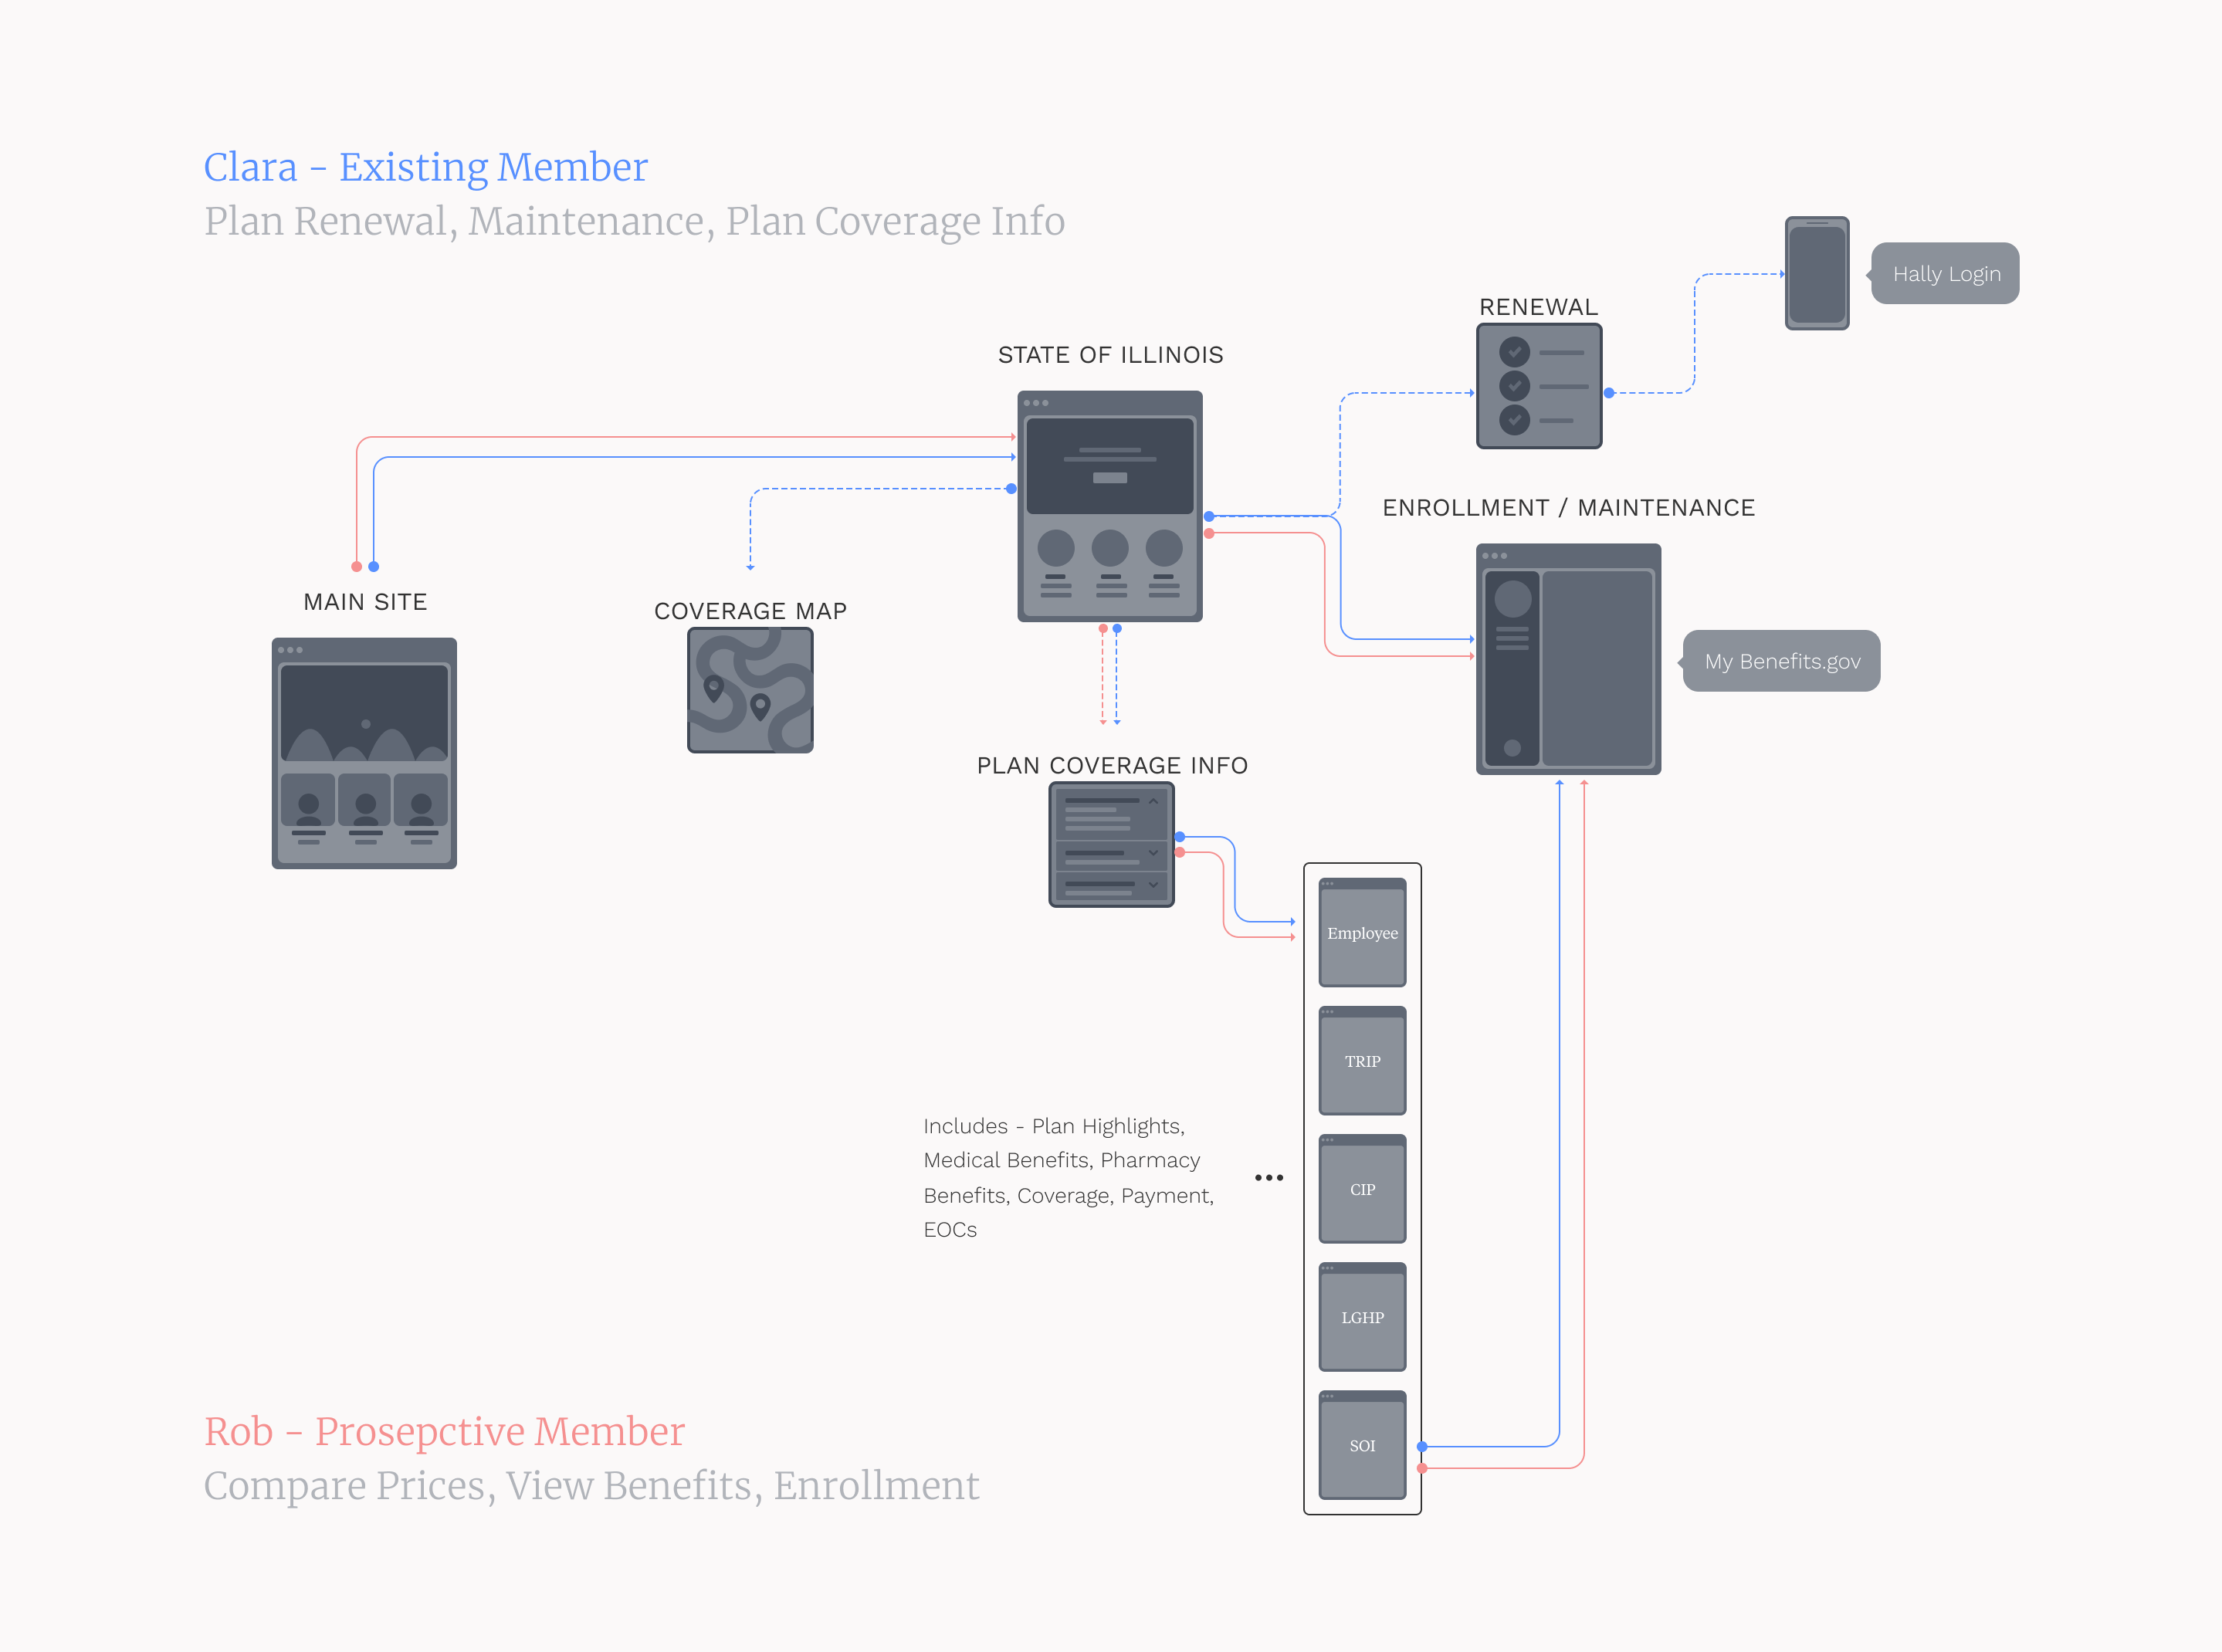 Clara - Existing Member
Plan Renewal, Maintenance, Plan Coverage Info
Hally Login
RENEWAL
STATE OF ILLINOIS
ENROLLMENT / MAINTENANCE
MAIN SITE
COVERAGE MAP
My Benefits.gov
PLAN COVERAGE INFO
Employee
TRIP
Includes - Plan Highlights,
Medical Benefits, Pharmacy
Benefits, Coverage, Payment,
EOCs
CIP
LGHP
SOI
Rob - Prosepctive Member
Compare Prices, View Benefits, Enrollment